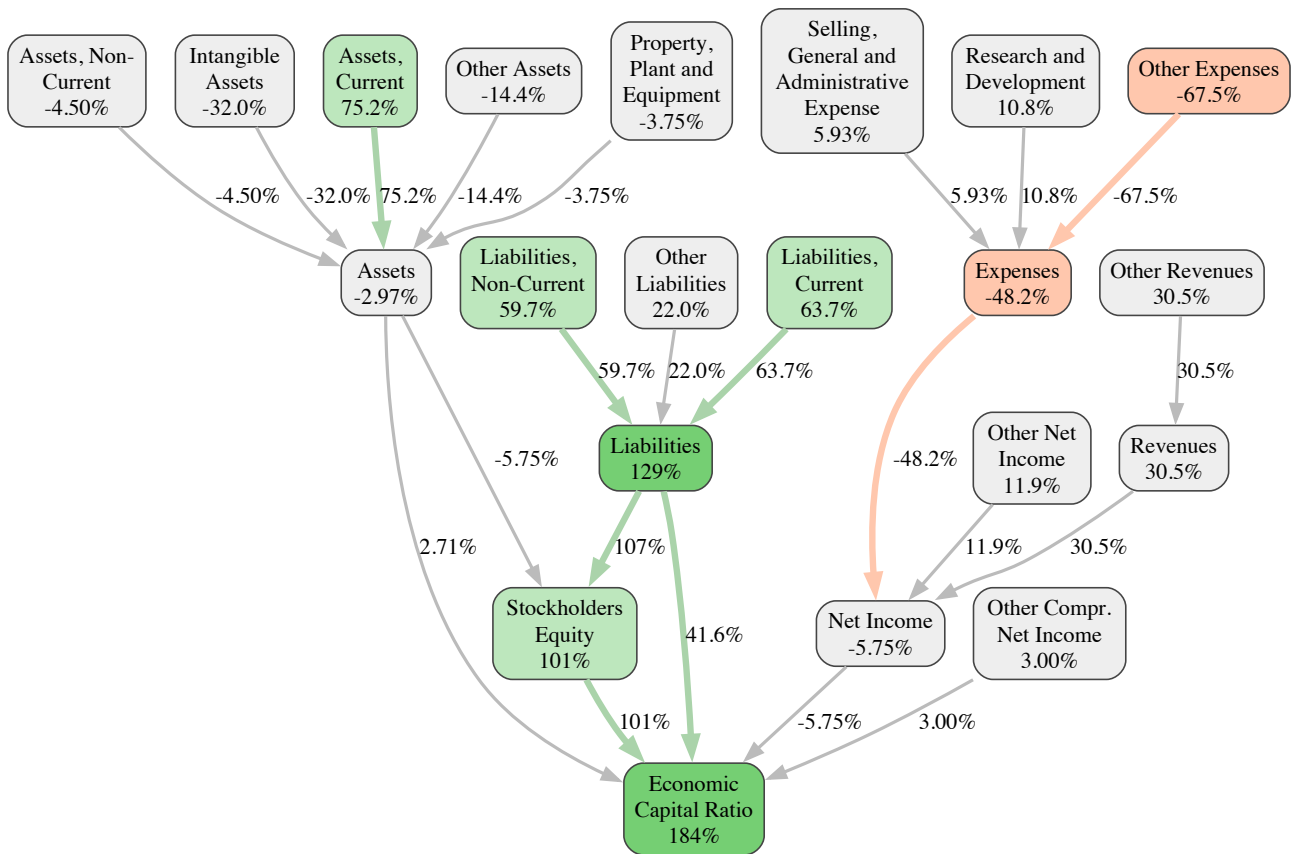 Assets, Non-
Current
-4.50%
Intangible
Assets
-32.0%
Assets,
Current
75.2%
Other Assets
-14.4%
Property,
Plant and
Equipment
-3.75%
Selling,
General and
Administrative
Expense
5.93%
Research and
Development
10.8%
Other Expenses
-67.5%
-4.50%
-32.0%
75.2%
-14.4%
-3.75%
5.93%
10.8%
-67.5%
Assets
-2.97%
Liabilities,
Non-Current
59.7%
Other
Liabilities
22.0%
Liabilities,
Current
63.7%
Expenses
-48.2%
Other Revenues
30.5%
59.7%
22.0%
63.7%
30.5%
Liabilities
129%
-5.75%
-48.2%
Other Net
Income
11.9%
Revenues
30.5%
2.71%
107%
11.9%
30.5%
Stockholders
Equity
101%
41.6%
Net Income
-5.75%
Other Compr.
Net Income
3.00%
101%
-5.75%
3.00%
Economic
Capital Ratio
184%